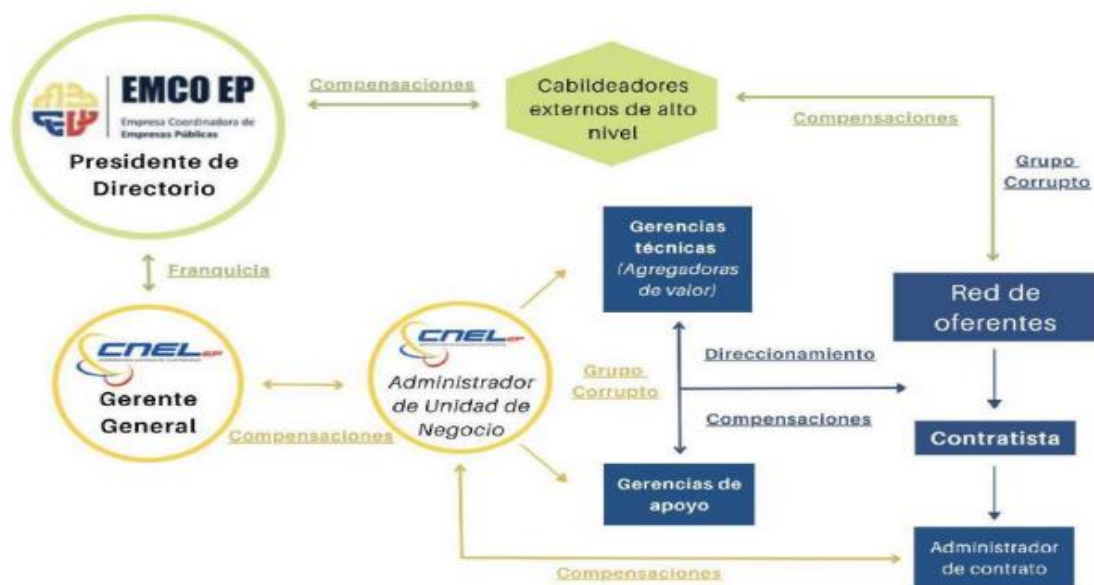 EMCO EP
Empresa Coordinadora de
Empresas Públicas
Presidente de
Directorio
Compensaciones
Cabildeadores
externos de alto
nivel
Compensaciones
Grupo
Corrupto
Franquicia
Gerencias
técnicas
(Agregadoras
de valor)
Red de
oferentes
CNEL EP
Gerente
General
Compensaciones
CNEL EP
Administrador
de Unidad de
Negocio
Grupo
Corrupto
Direccionamiento
Compensaciones
Contratista
Gerencias de
apoyo
Administrador
de contrato
Compensaciones